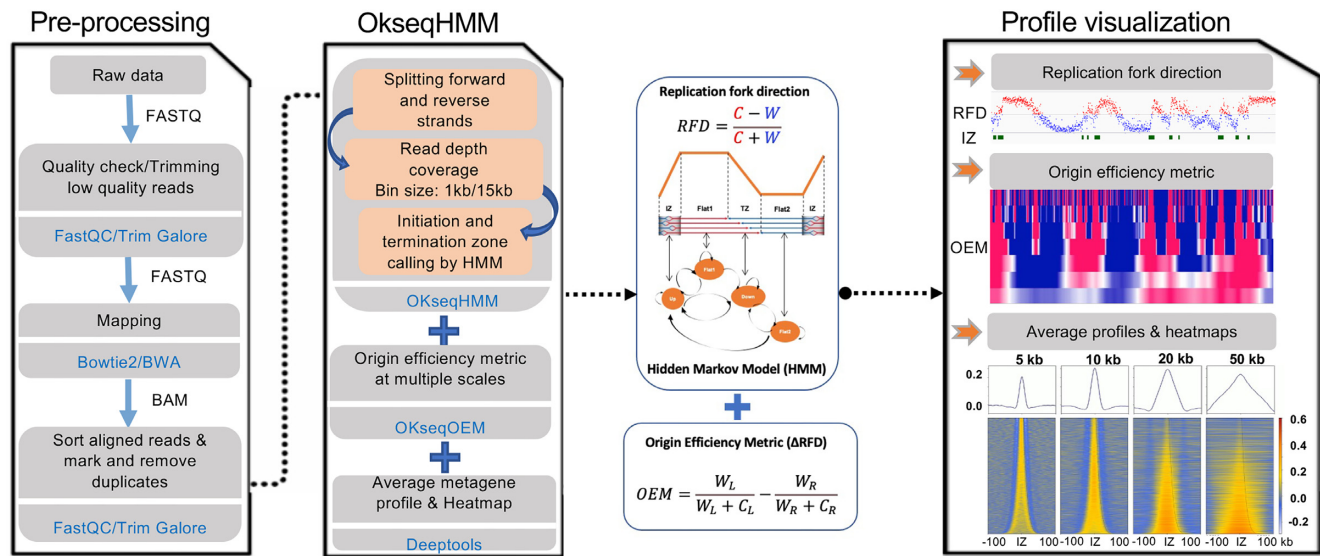 Pre-processing
Raw data
FASTQ
Quality check/Trimming
low quality reads
FastQC/Trim Galore
FASTQ
Mapping
Bowtie2/BWA
BAM
Sort aligned reads &
mark and remove
duplicates
FastQC/Trim Galore
OkseqHMM
Splitting forward
and reverse
strands
Read depth
coverage
Bin size: 1kb/15kb
Initiation and
termination zone
calling by HMM
OKseqHMM
Origin efficiency metric
at multiple scales
OKseqOEM
Average metagene
profile & Heatmap
Deeptools
Replication fork direction
RFD = (C − W) / (C + W)
IZ Flat1 TZ Flat2 IZ
Flat1
Up
Down
Flat2
Hidden Markov Model (HMM)
Origin Efficiency Metric (ΔRFD)
OEM = W_L / (W_L + C_L) − W_R / (W_R + C_R)
Profile visualization
Replication fork direction
RFD
IZ
Origin efficiency metric
OEM
Average profiles & heatmaps
5 kb 10 kb 20 kb 50 kb
0.2
0.0
0.6
0.4
0.2
0.0
-0.2
-100 IZ 100 -100 IZ 100 -100 IZ 100 -100 IZ 100 kb